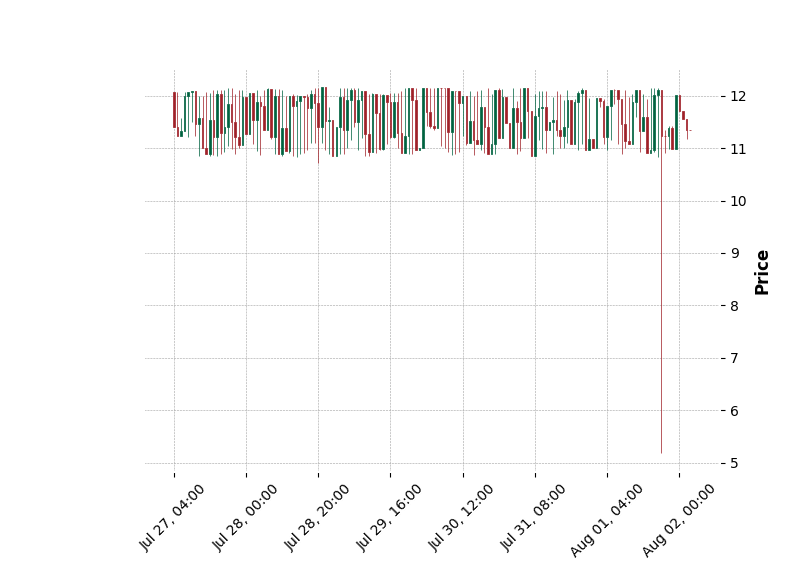 12
11
10
9
8
7
6
5
Price
Jul 27, 04:00
Jul 28, 00:00
Jul 28, 20:00
Jul 29, 16:00
Jul 30, 12:00
Jul 31, 08:00
Aug 01, 04:00
Aug 02, 00:00